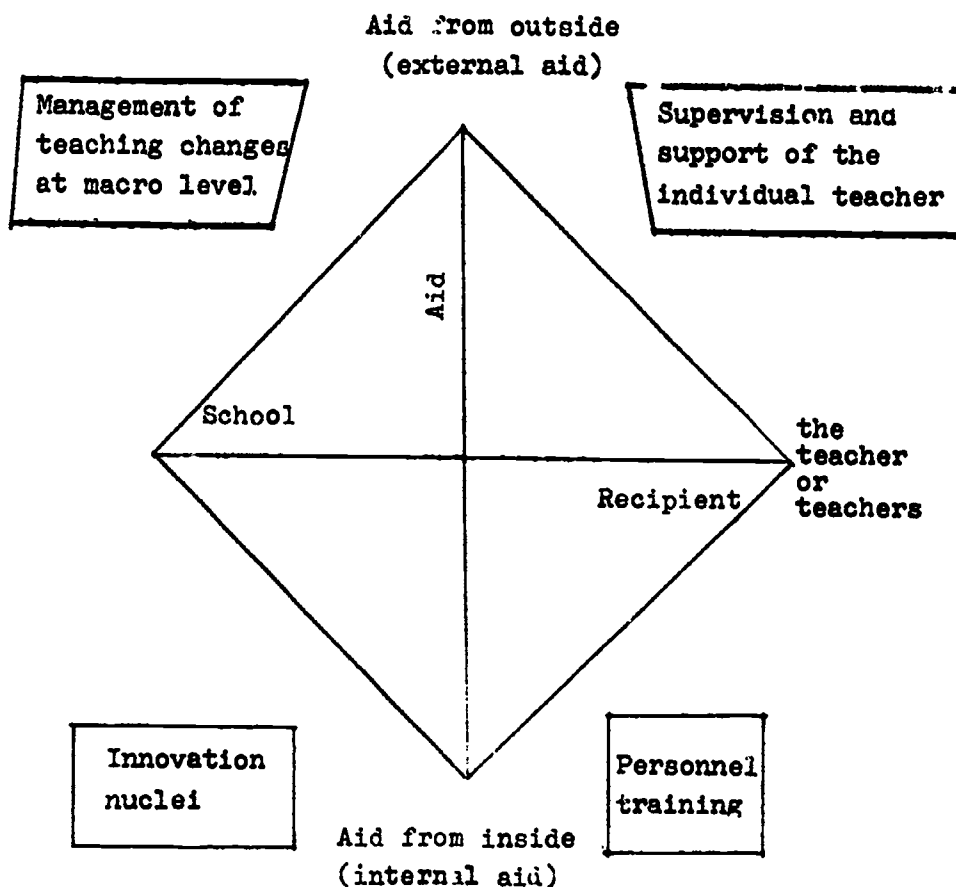 Aid from outside
(external aid)
Management of
teaching changes
at macro level
Supervision and
support of the
individual teacher
Aid
School
the
teacher
or
teachers
Recipient
Innovation
nuclei
Personnel
training
Aid from inside
(internal aid)